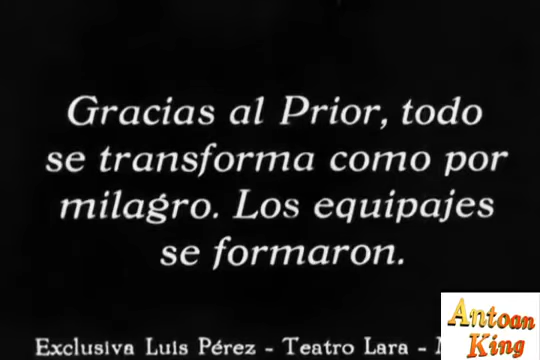 Gracias al Prior, todo
se transforma como por
milagro. Los equipajes
se formaron.
Exclusiva Luis Pérez - Teatro Lara -
Antoan
King